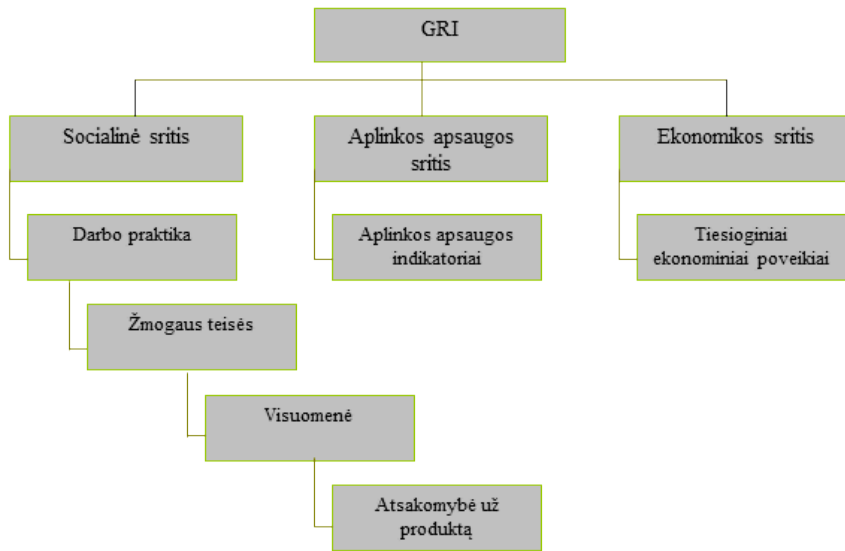 GRI
Socialinė sritis
Aplinkos apsaugos
sritis
Ekonomikos sritis
Darbo praktika
Aplinkos apsaugos
indikatoriai
Tiesioginiai
ekonominiai poveikiai
Žmogaus teisės
Visuomenė
Atsakomybė už
produktą